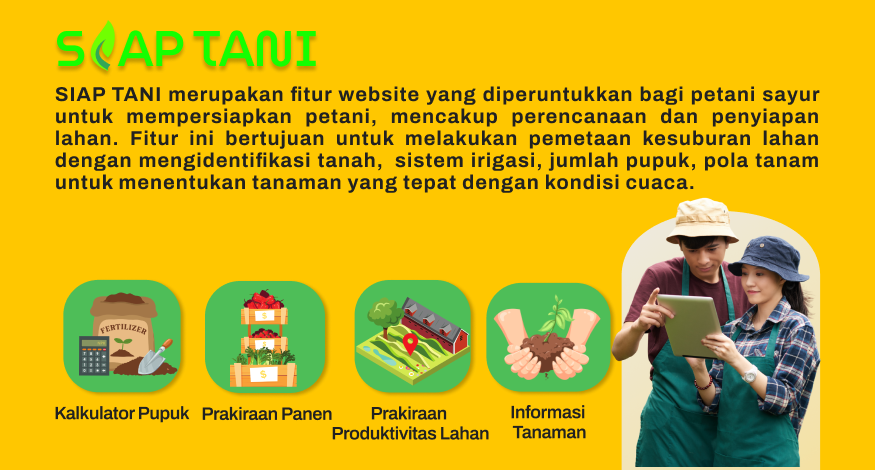 SIAP TANI
SIAP TANI merupakan fitur website yang diperuntukkan bagi petani sayur
untuk mempersiapkan petani, mencakup perencanaan dan penyiapan
lahan. Fitur ini bertujuan untuk melakukan pemetaan kesuburan lahan
dengan mengidentifikasi tanah, sistem irigasi, jumlah pupuk, pola tanam
untuk menentukan tanaman yang tepat dengan kondisi cuaca.
FERTILIZER
Kalkulator Pupuk
Prakiraan Panen
Prakiraan
Produktivitas Lahan
Informasi
Tanaman